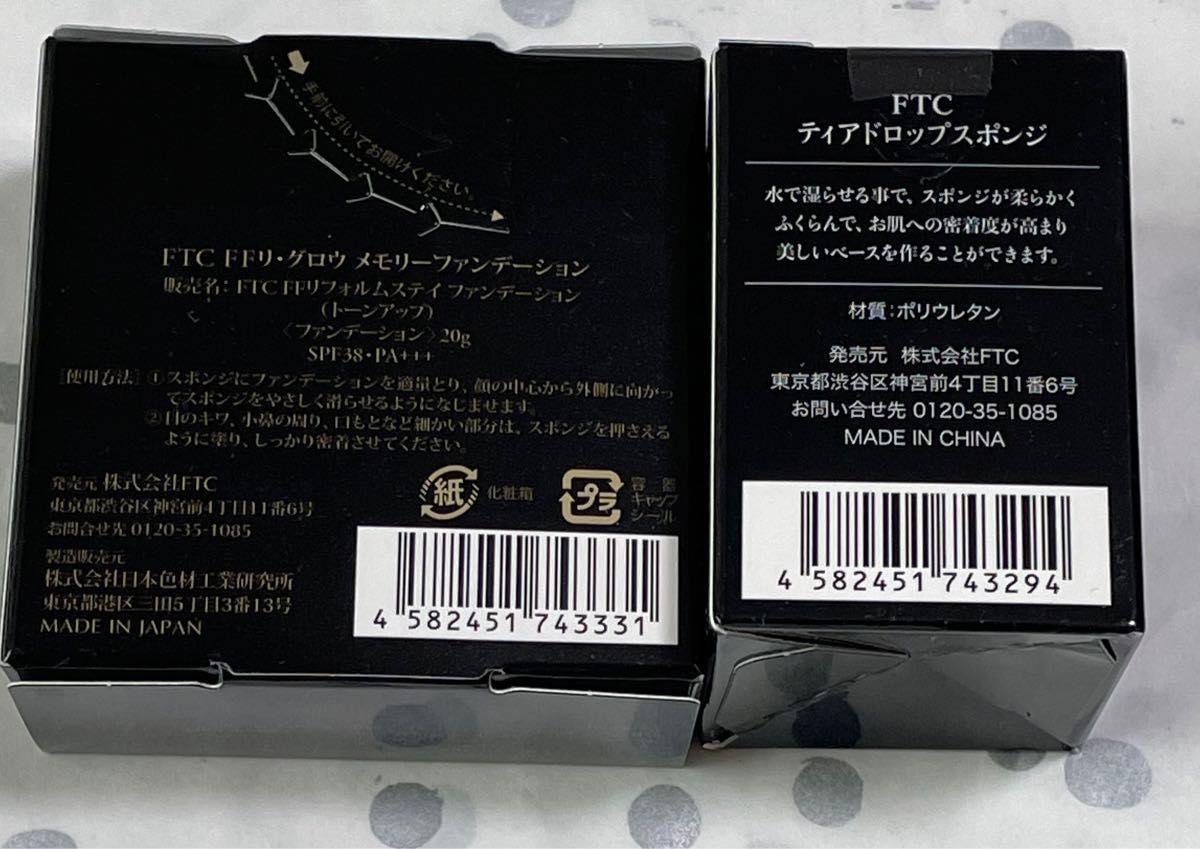 手前に引いてお開けください。
FTC FFリ・グロウ メモリーファンデーション
販売名：FTC FFリフォルムステイ ファンデーション
(トーンアップ)
〈ファンデーション〉20g
SPF38・PA+++
[使用方法] ①スポンジにファンデーションを適量とり、顔の中心から外側に向かっ
てスポンジをやさしく滑らせるようになじませます。
②目のキワ、小鼻の周り、口もとなど細かい部分は、スポンジを押さえる
ように塗り、しっかり密着させてください。
発売元 株式会社FTC
東京都渋谷区神宮前4丁目11番6号
お問合せ先 0120-35-1085
製造販売元
株式会社日本色材工業研究所
東京都港区三田5丁目3番13号
MADE IN JAPAN
紙 化粧箱
プラ
容器
キャップ
シール
4 582451 743331
FTC
ティアドロップスポンジ
水で湿らせる事で、スポンジが柔らかく
ふくらんで、お肌への密着度が高まり
美しいベースを作ることができます。
材質：ポリウレタン
発売元 株式会社FTC
東京都渋谷区神宮前4丁目11番6号
お問い合せ先 0120-35-1085
MADE IN CHINA
4 582451 743294